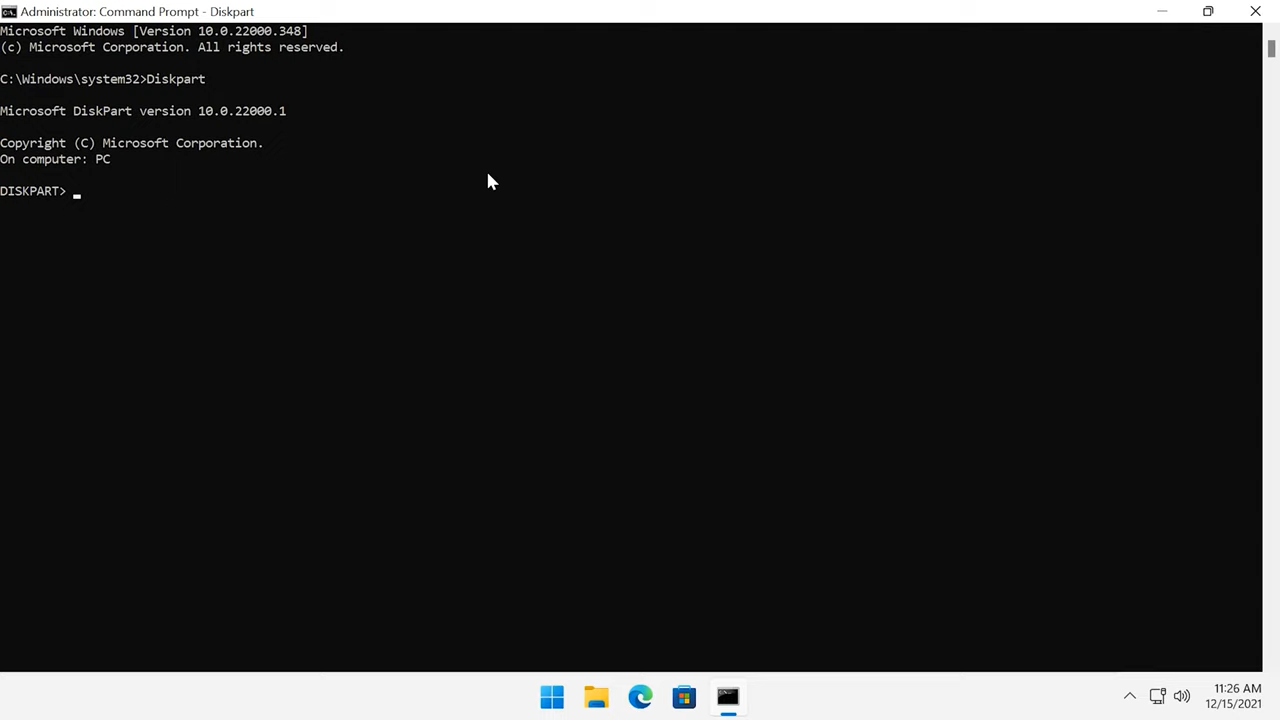 Administrator: Command Prompt - Diskpart
Microsoft Windows [Version 10.0.22000.348]
(c) Microsoft Corporation. All rights reserved.
C:\Windows\system32>Diskpart
Microsoft DiskPart version 10.0.22000.1
Copyright (C) Microsoft Corporation.
On computer: PC
DISKPART>
11:26 AM
12/15/2021